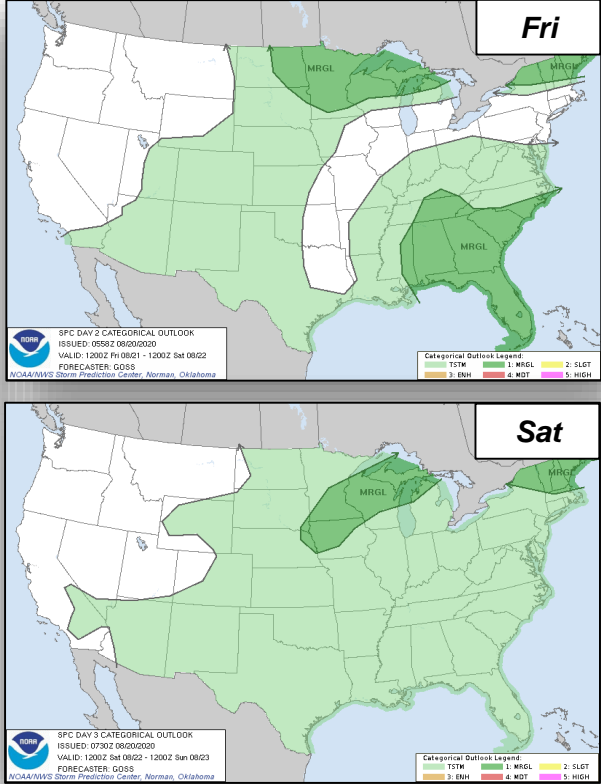 Fri
MRGL
MRGL
MRGL
NOAA
SPC DAY 2 CATEGORICAL OUTLOOK
ISSUED: 0558Z 08/20/2020
VALID: 1200Z Fri 08/21 - 1200Z Sat 08/22
FORECASTER: GOSS
NOAA/NWS Storm Prediction Center, Norman, Oklahoma
Categorical Outlook Legend:
TSTM 1: MRGL 2: SLGT
3: ENH 4: MDT 5: HIGH
Sat
MRGL
MRGL
NOAA
SPC DAY 3 CATEGORICAL OUTLOOK
ISSUED: 0730Z 08/20/2020
VALID: 1200Z Sat 08/22 - 1200Z Sun 08/23
FORECASTER: GOSS
NOAA/NWS Storm Prediction Center, Norman, Oklahoma
Categorical Outlook Legend:
TSTM 1: MRGL 2: SLGT
3: ENH 4: MDT 5: HIGH